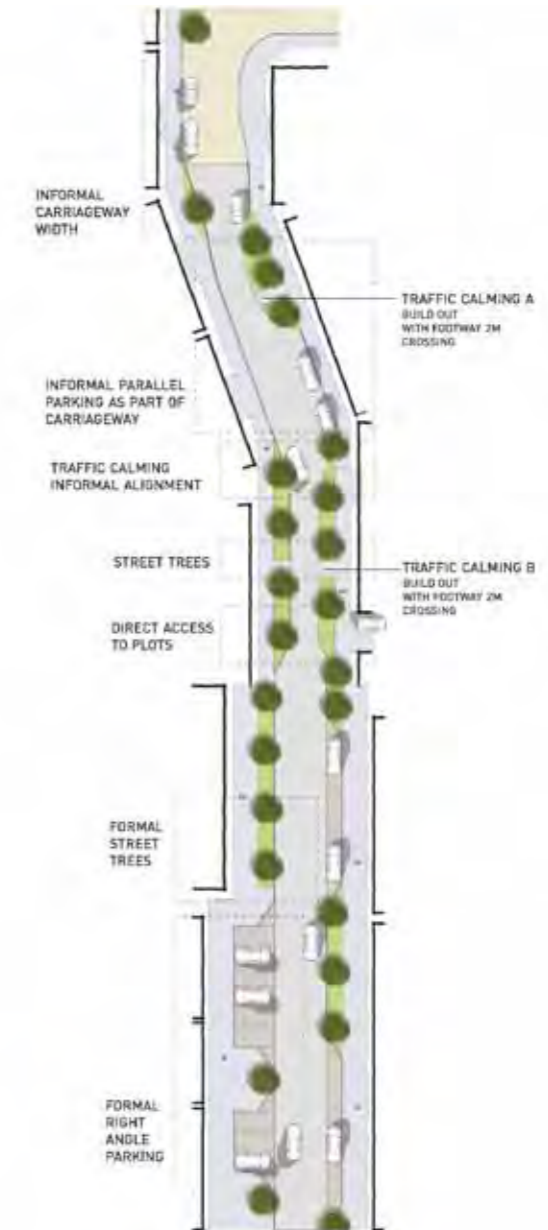 INFORMAL
CARRIAGEWAY
WIDTH
TRAFFIC CALMING A
BUILD OUT
WITH FOOTWAY 2M
CROSSING
INFORMAL PARALLEL
PARKING AS PART OF
CARRIAGEWAY
TRAFFIC CALMING
INFORMAL ALIGNMENT
STREET TREES
TRAFFIC CALMING B
BUILD OUT
WITH FOOTWAY 2M
CROSSING
DIRECT ACCESS
TO PLOTS
FORMAL
STREET
TREES
FORMAL
RIGHT
ANGLE
PARKING